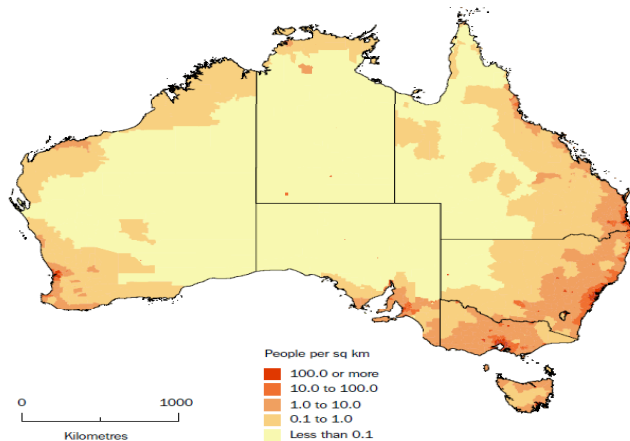 People per sq km
100.0 or more
10.0 to 100.0
1.0 to 10.0
0.1 to 1.0
Less than 0.1
0 1000
Kilometres